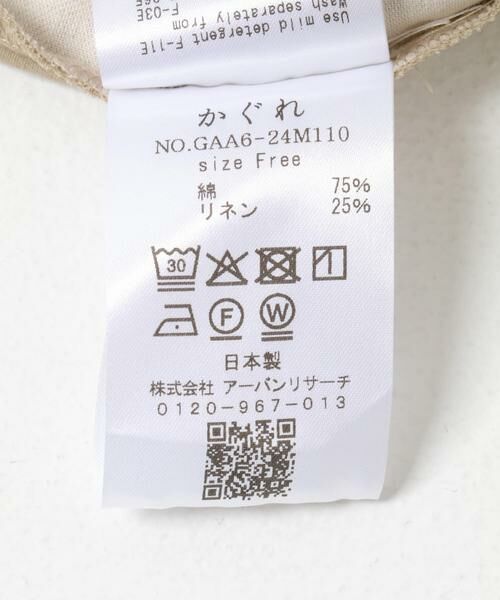 Use mild detergent F-11E
Wash separately from
F-03E
かぐれ
NO.GAA6-24M110
size Free
綿 75%
リネン 25%
30
F W
日本製
株式会社 アーバンリサーチ
0120-967-013